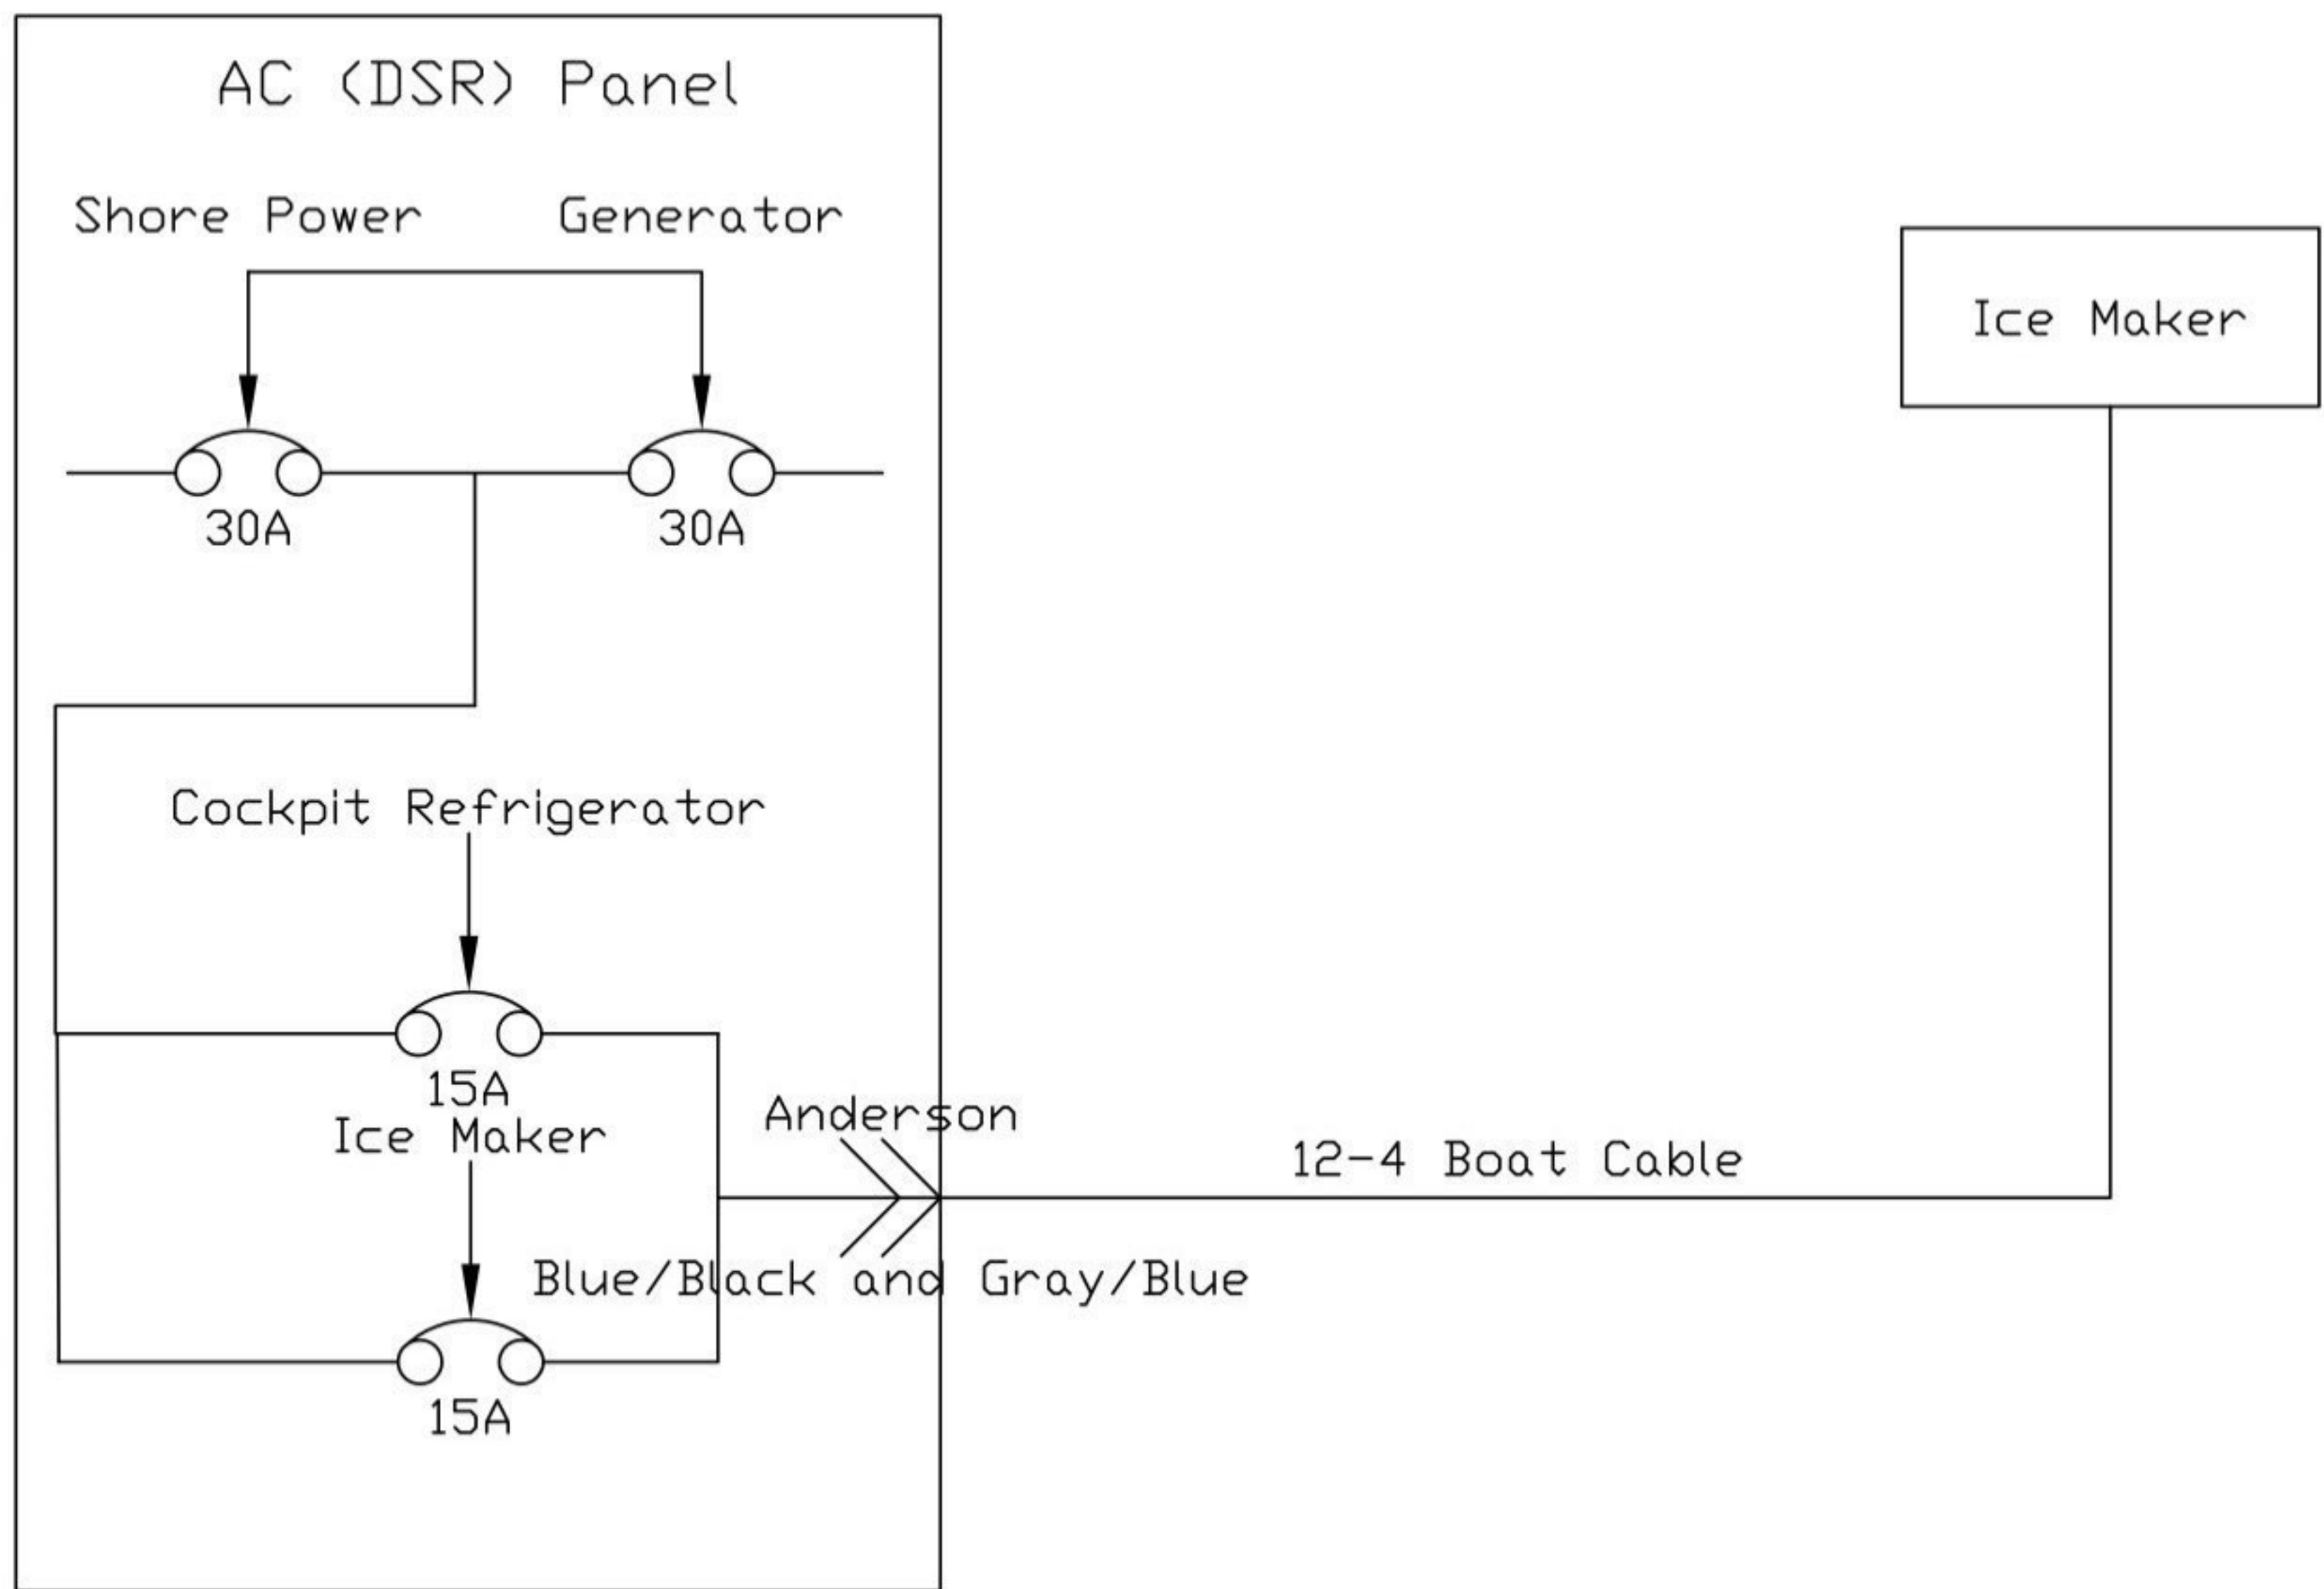 AC (DSR) Panel
Shore Power
Generator
Ice Maker
30A
30A
Cockpit Refrigerator
15A
Ice Maker
Anderson
12-4 Boat Cable
Blue/Black and Gray/Blue
15A